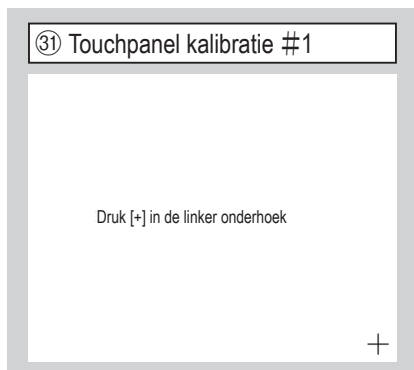 ㉛ Touchpanel kalibratie #1
Druk [+] in de linker onderhoek
+